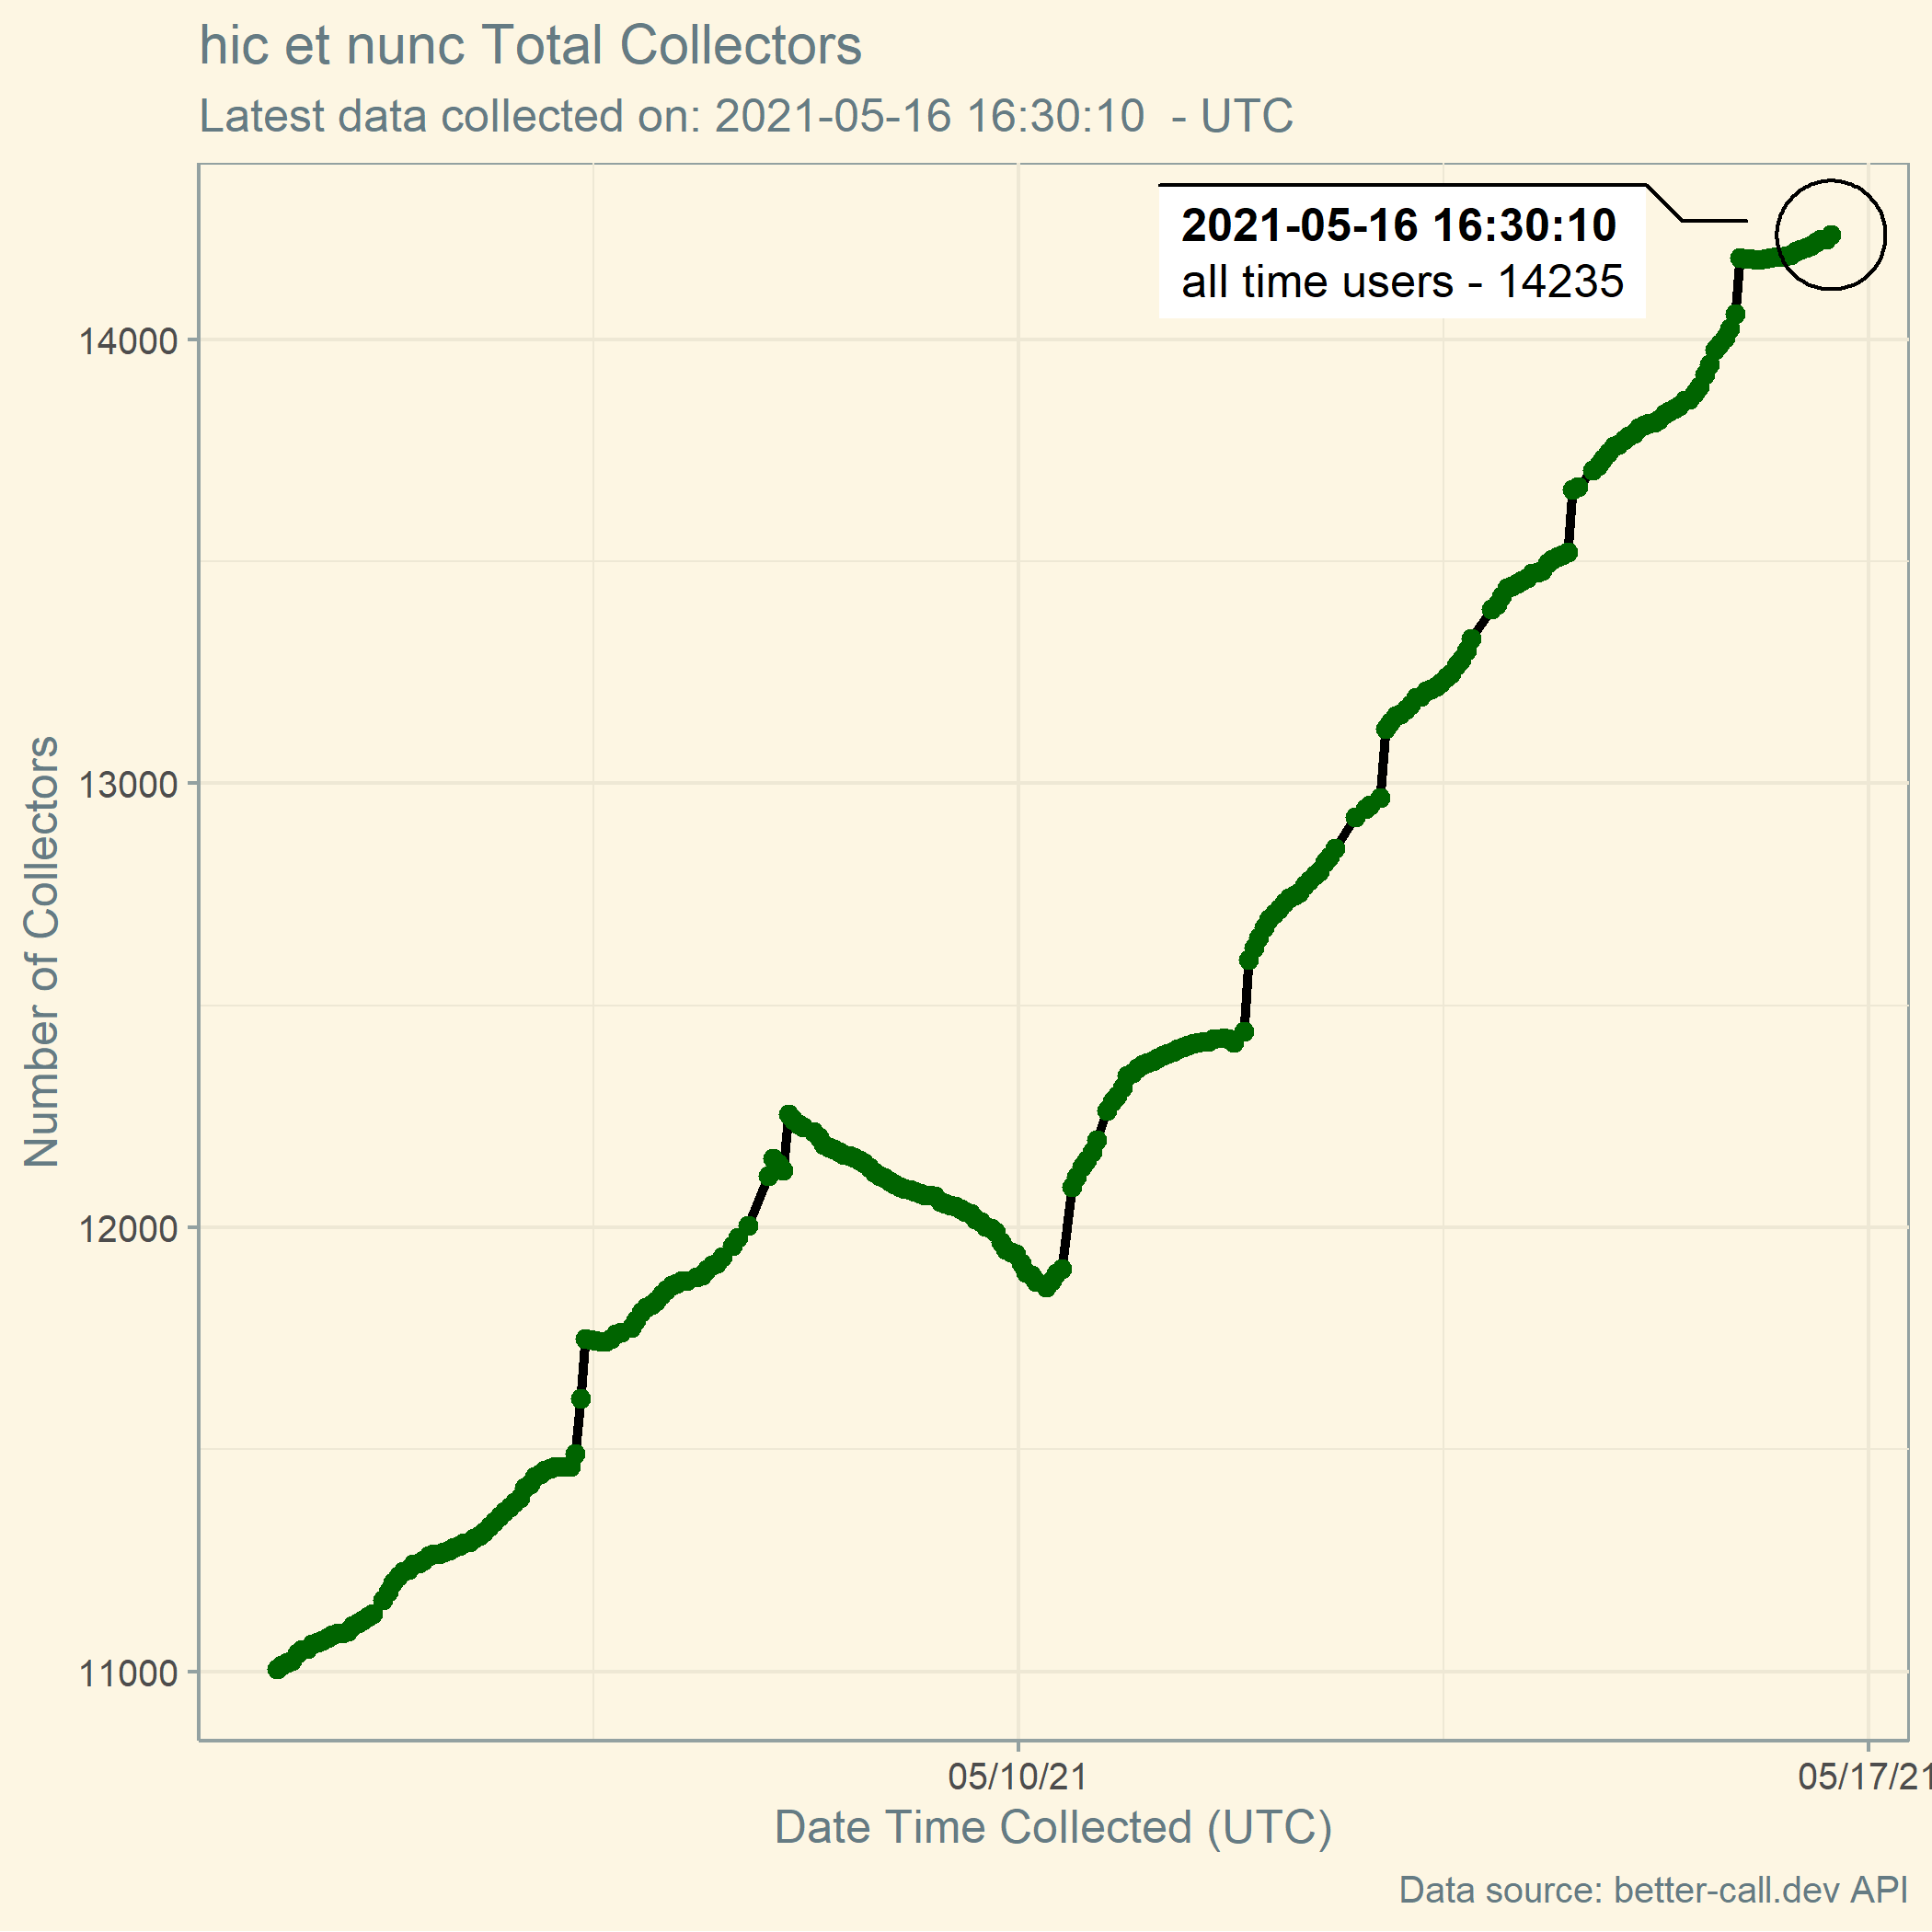 hic et nunc Total Collectors
Latest data collected on: 2021-05-16 16:30:10  - UTC
2021-05-16 16:30:10
all time users - 14235
14000
13000
12000
11000
Number of Collectors
05/10/21
05/17/21
Date Time Collected (UTC)
Data source: better-call.dev API